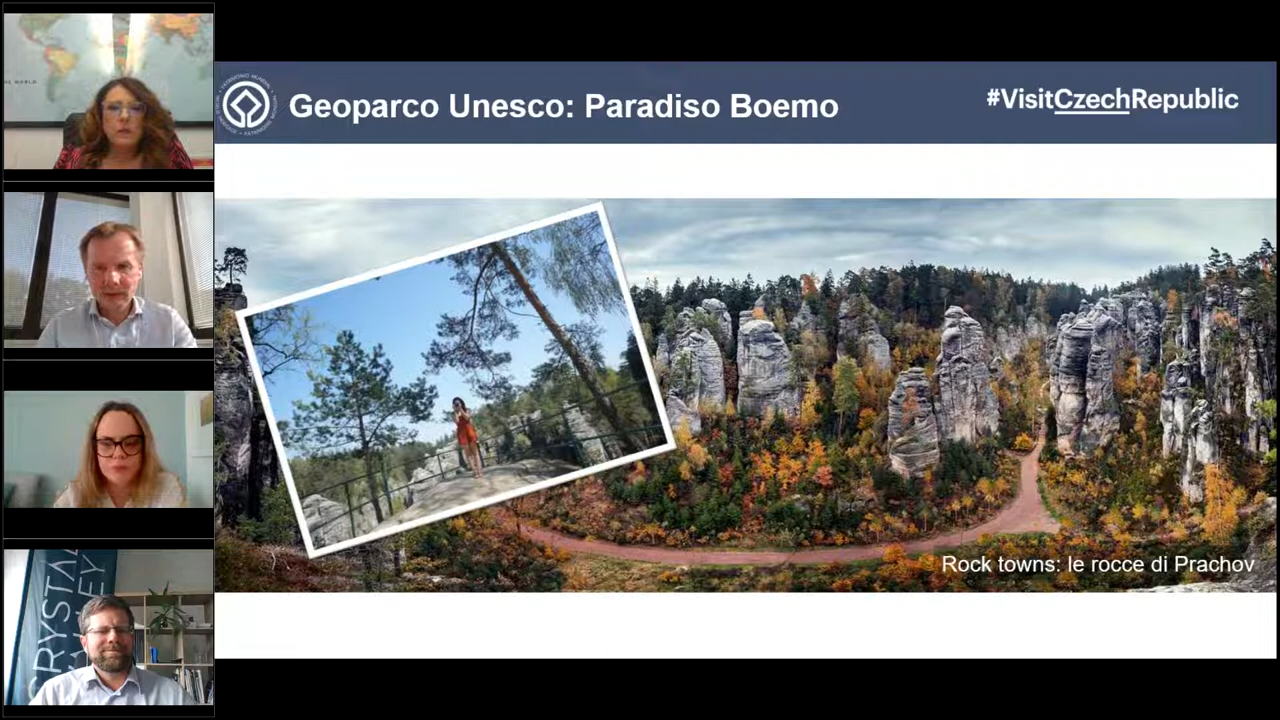 Geoparco Unesco: Paradiso Boemo
#VisitCzechRepublic
Rock towns: le rocce di Prachov